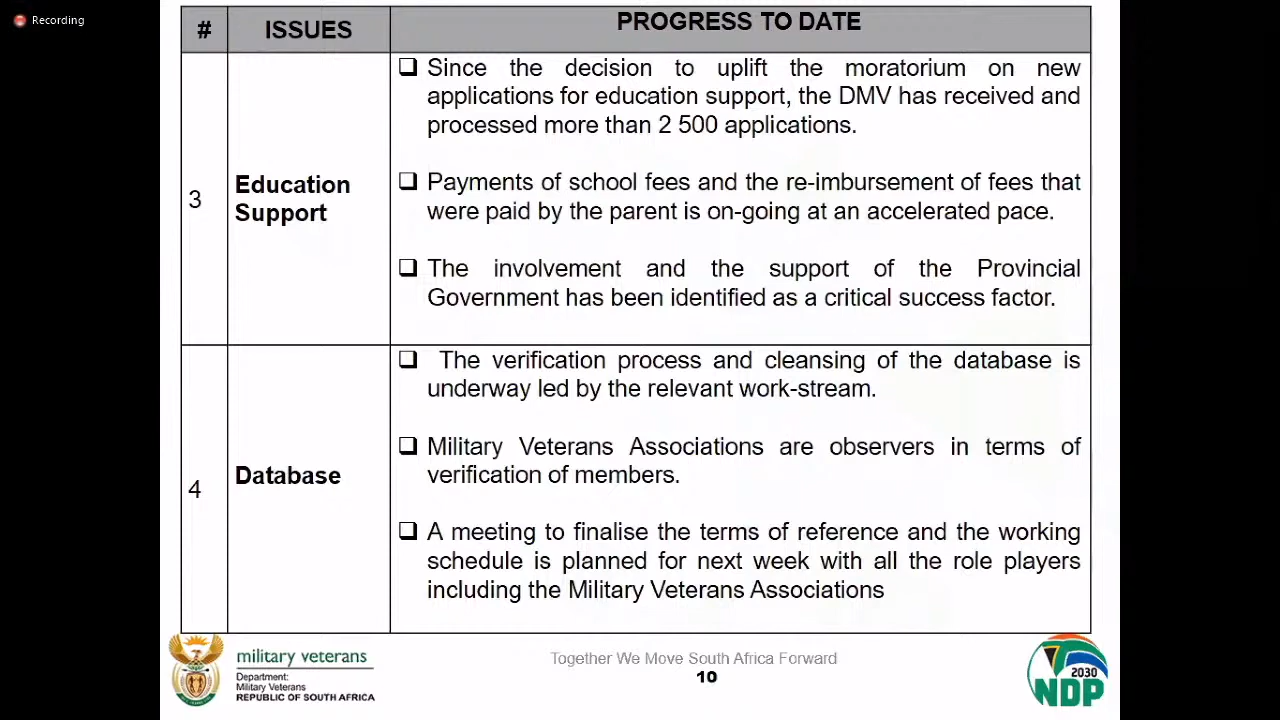 Recording
#
ISSUES
PROGRESS TO DATE
3
Education
Support
❑ Since the decision to uplift the moratorium on new
applications for education support, the DMV has received and
processed more than 2 500 applications.
❑ Payments of school fees and the re-imbursement of fees that
were paid by the parent is on-going at an accelerated pace.
❑ The involvement and the support of the Provincial
Government has been identified as a critical success factor.
4
Database
❑ The verification process and cleansing of the database is
underway led by the relevant work-stream.
❑ Military Veterans Associations are observers in terms of
verification of members.
❑ A meeting to finalise the terms of reference and the working
schedule is planned for next week with all the role players
including the Military Veterans Associations
military veterans
Department:
Military Veterans
REPUBLIC OF SOUTH AFRICA
Together We Move South Africa Forward
10
2030
NDP